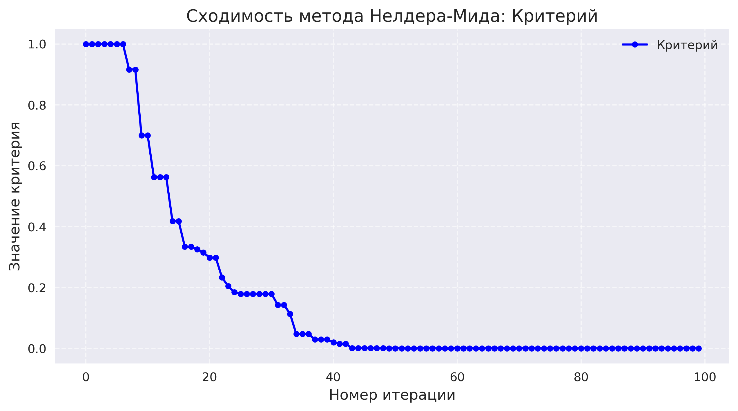 Сходимость метода Нелдера-Мида: Критерий
Критерий
Значение критерия
1.0
0.8
0.6
0.4
0.2
0.0
0 20 40 60 80 100
Номер итерации